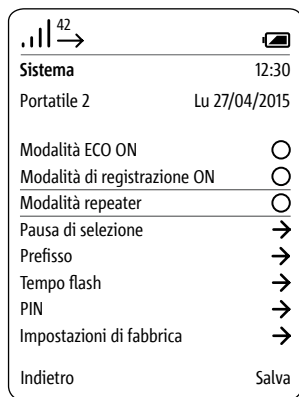 42
Sistema 12:30
Portatile 2 Lu 27/04/2015
Modalità ECO ON
Modalità di registrazione ON
Modalità repeater
Pausa di selezione
Prefisso
Tempo flash
PIN
Impostazioni di fabbrica
Indietro Salva